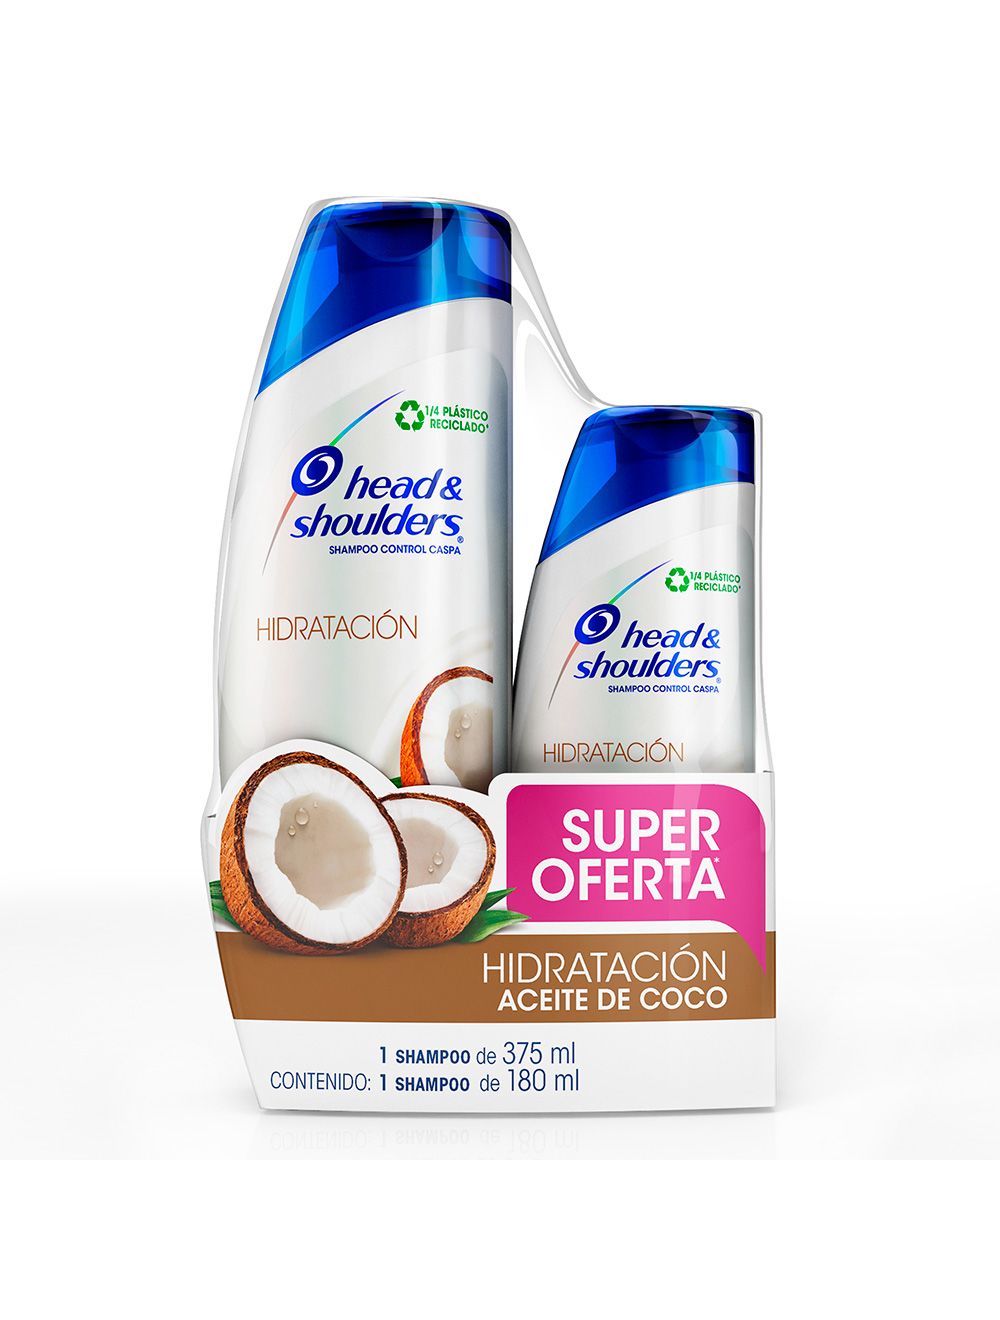 1/4 PLÁSTICO
RECICLADO*
head &
shoulders®
SHAMPOO CONTROL CASPA
HIDRATACIÓN
1/4 PLÁSTICO
RECICLADO*
head &
shoulders®
SHAMPOO CONTROL CASPA
HIDRATACIÓN
SUPER
OFERTA*
HIDRATACIÓN
ACEITE DE COCO
1 SHAMPOO de 375 ml
CONTENIDO: 1 SHAMPOO de 180 ml